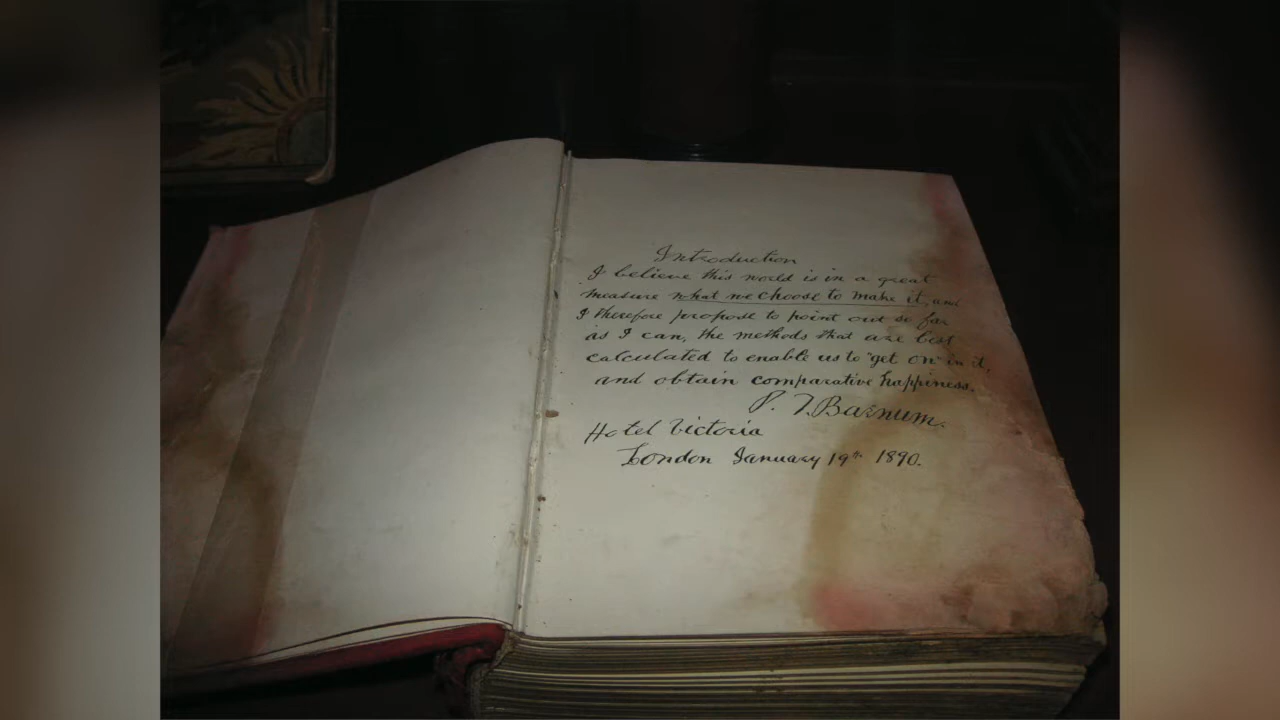 Introduction
I believe this world is in a great
measure what we choose to make it, and
I therefore propose to point out so far
as I can, the methods that are best
calculated to enable us to "get on" in it,
and obtain comparative happiness.
P. T. Barnum.
Hotel Victoria
London January 19th 1890.